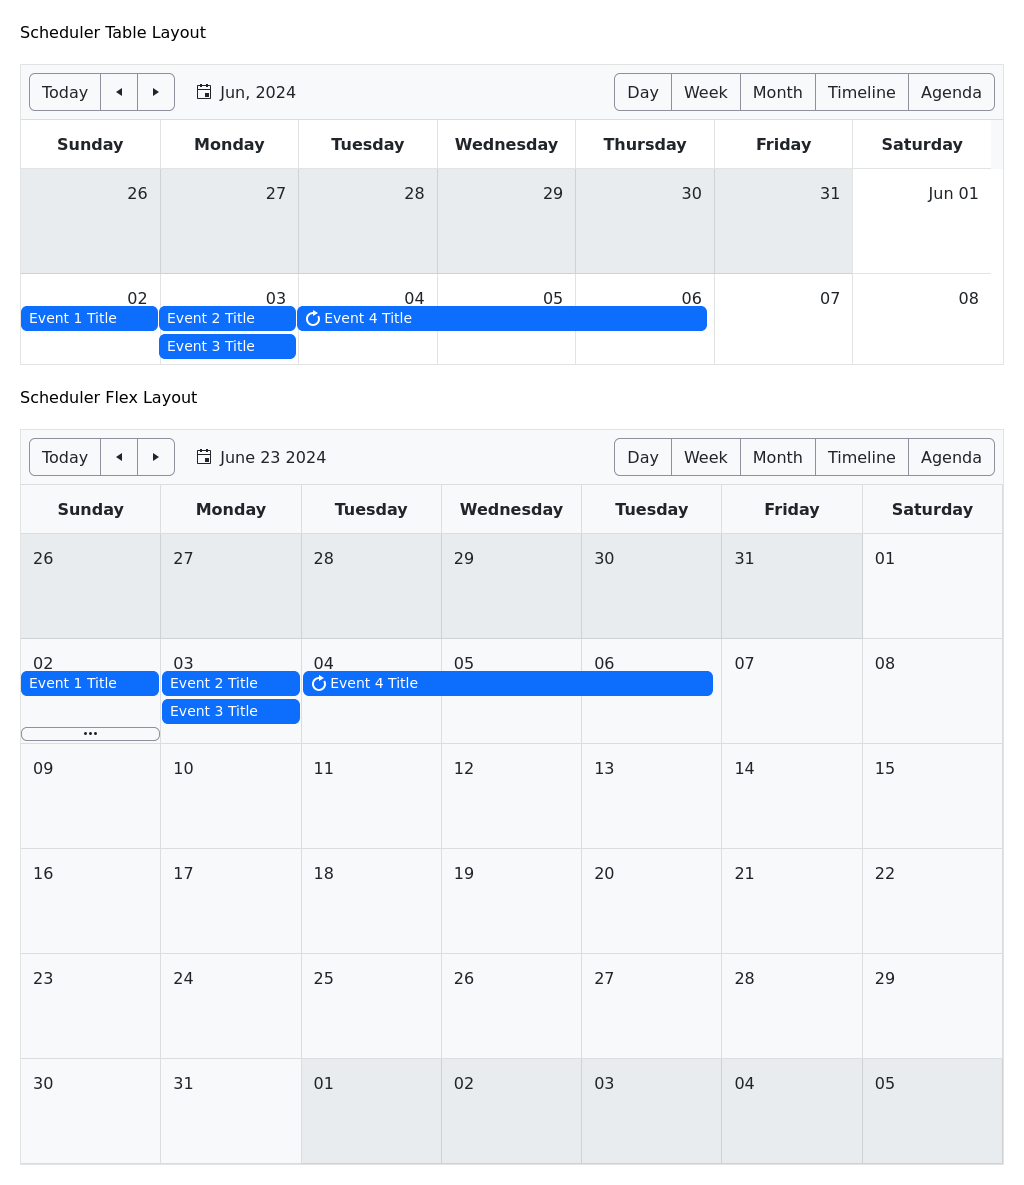 Scheduler Table Layout
Today Jun, 2024 Day Week Month Timeline Agenda
Sunday Monday Tuesday Wednesday Thursday Friday Saturday
26 27 28 29 30 31 Jun 01
02 03 04 05 06 07 08
Event 1 Title Event 2 Title Event 4 Title
Event 3 Title
Scheduler Flex Layout
Today June 23 2024 Day Week Month Timeline Agenda
Sunday Monday Tuesday Wednesday Tuesday Friday Saturday
26 27 28 29 30 31 01
02 03 04 05 06 07 08
Event 1 Title Event 2 Title Event 4 Title
Event 3 Title
09 10 11 12 13 14 15
16 17 18 19 20 21 22
23 24 25 26 27 28 29
30 31 01 02 03 04 05